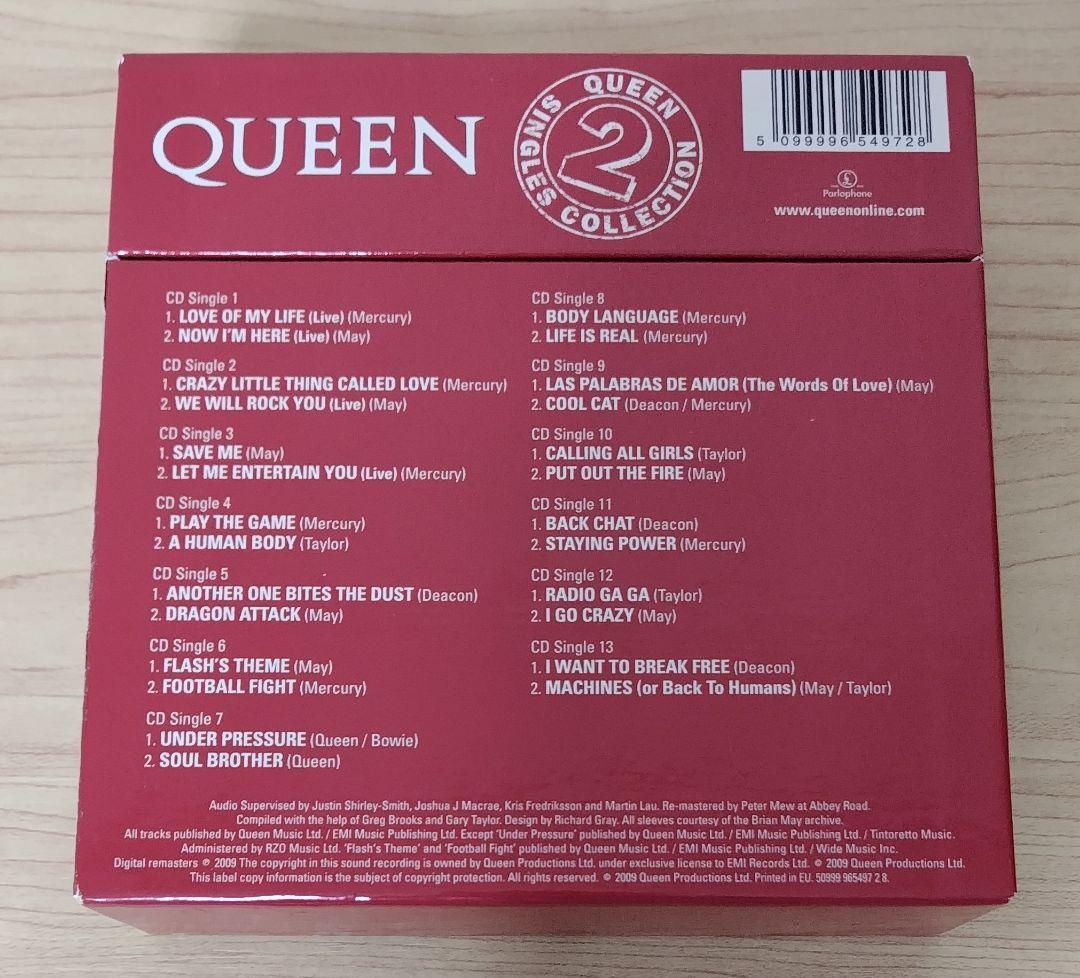 QUEEN
QUEEN
SINGLES COLLECTION
2
5 099996 549728
Parlophone
www.queenonline.com
CD Single 1
1. LOVE OF MY LIFE (Live) (Mercury)
2. NOW I'M HERE (Live) (May)
CD Single 2
1. CRAZY LITTLE THING CALLED LOVE (Mercury)
2. WE WILL ROCK YOU (Live) (May)
CD Single 3
1. SAVE ME (May)
2. LET ME ENTERTAIN YOU (Live) (Mercury)
CD Single 4
1. PLAY THE GAME (Mercury)
2. A HUMAN BODY (Taylor)
CD Single 5
1. ANOTHER ONE BITES THE DUST (Deacon)
2. DRAGON ATTACK (May)
CD Single 6
1. FLASH'S THEME (May)
2. FOOTBALL FIGHT (Mercury)
CD Single 7
1. UNDER PRESSURE (Queen / Bowie)
2. SOUL BROTHER (Queen)
CD Single 8
1. BODY LANGUAGE (Mercury)
2. LIFE IS REAL (Mercury)
CD Single 9
1. LAS PALABRAS DE AMOR (The Words Of Love) (May)
2. COOL CAT (Deacon / Mercury)
CD Single 10
1. CALLING ALL GIRLS (Taylor)
2. PUT OUT THE FIRE (May)
CD Single 11
1. BACK CHAT (Deacon)
2. STAYING POWER (Mercury)
CD Single 12
1. RADIO GA GA (Taylor)
2. I GO CRAZY (May)
CD Single 13
1. I WANT TO BREAK FREE (Deacon)
2. MACHINES (or Back To Humans) (May / Taylor)
Audio Supervised by Justin Shirley-Smith, Joshua J Macrae, Kris Fredriksson and Martin Lau. Re-mastered by Peter Mew at Abbey Road.
Compiled with the help of Greg Brooks and Gary Taylor. Design by Richard Gray. All sleeves courtesy of the Brian May archive.
All tracks published by Queen Music Ltd. / EMI Music Publishing Ltd. Except 'Under Pressure' published by Queen Music Ltd. / EMI Music Publishing Ltd. / Tintoretto Music.
Administered by RZO Music Ltd. 'Flash's Theme' and 'Football Fight' published by Queen Music Ltd. / EMI Music Publishing Ltd. / Wide Music Inc.
Digital remasters ℗ 2009 The copyright in this sound recording is owned by Queen Productions Ltd. under exclusive license to EMI Records Ltd. © 2009 Queen Productions Ltd.
This label copy information is the subject of copyright protection. All rights reserved. © 2009 Queen Productions Ltd. Printed in EU. 50999 965497 2 8.